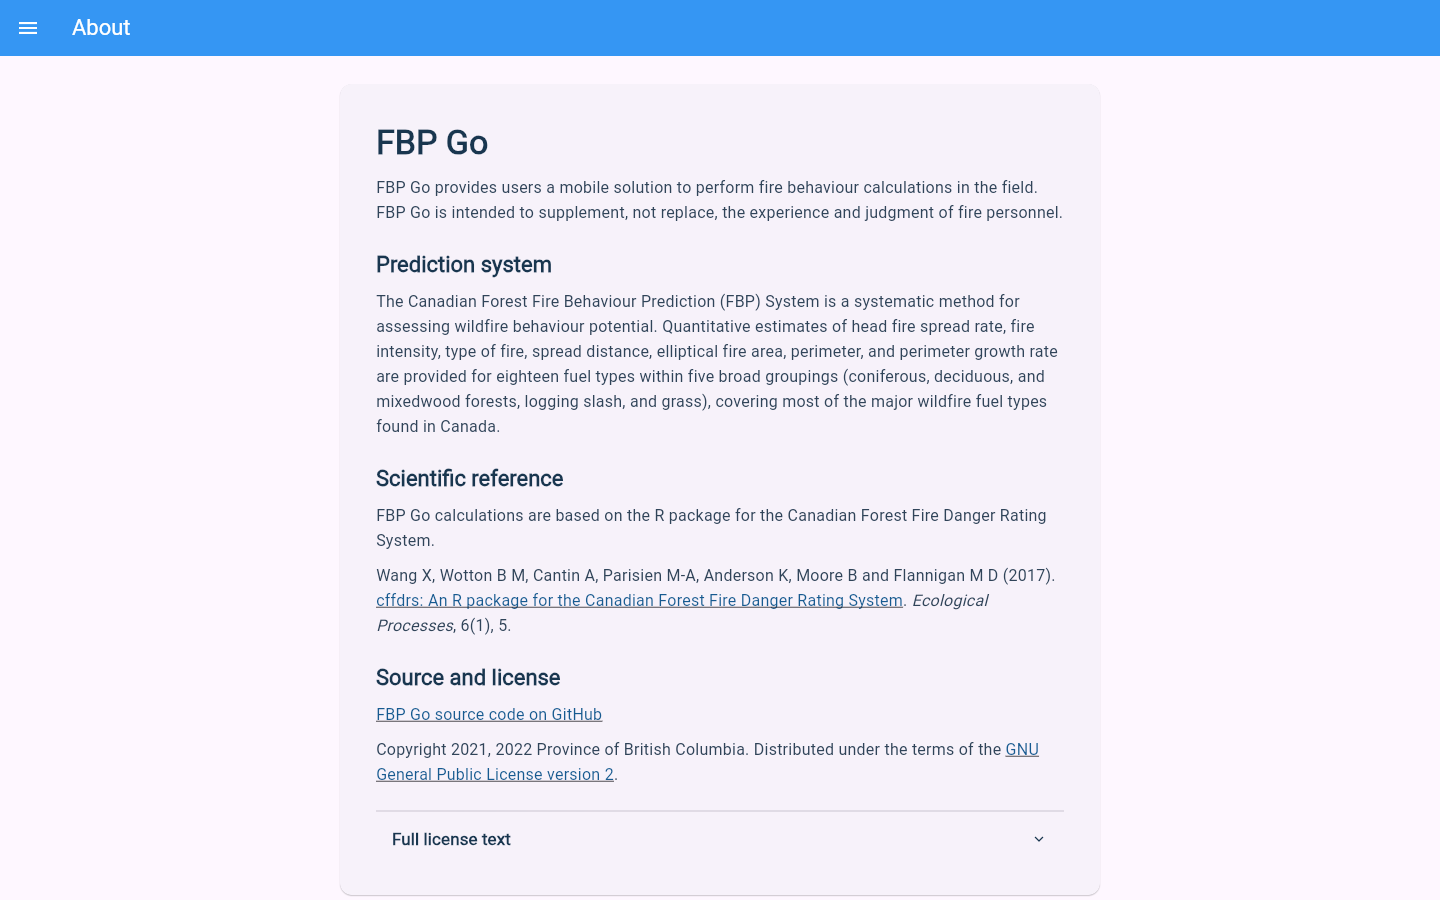 About
FBP Go
FBP Go provides users a mobile solution to perform fire behaviour calculations in the field.
FBP Go is intended to supplement, not replace, the experience and judgment of fire personnel.
Prediction system
The Canadian Forest Fire Behaviour Prediction (FBP) System is a systematic method for
assessing wildfire behaviour potential. Quantitative estimates of head fire spread rate, fire
intensity, type of fire, spread distance, elliptical fire area, perimeter, and perimeter growth rate
are provided for eighteen fuel types within five broad groupings (coniferous, deciduous, and
mixedwood forests, logging slash, and grass), covering most of the major wildfire fuel types
found in Canada.
Scientific reference
FBP Go calculations are based on the R package for the Canadian Forest Fire Danger Rating
System.
Wang X, Wotton B M, Cantin A, Parisien M-A, Anderson K, Moore B and Flannigan M D (2017).
cffdrs: An R package for the Canadian Forest Fire Danger Rating System. Ecological
Processes, 6(1), 5.
Source and license
FBP Go source code on GitHub
Copyright 2021, 2022 Province of British Columbia. Distributed under the terms of the GNU
General Public License version 2.
Full license text